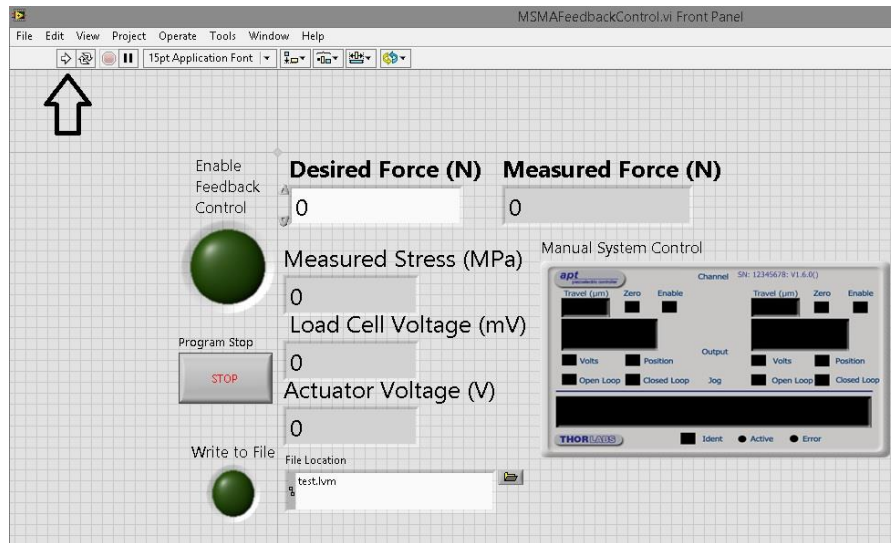 MSMAFeedbackControl.vi Front Panel
File Edit View Project Operate Tools Window Help
15pt Application Font
Enable
Feedback
Control
Desired Force (N)
0
Measured Force (N)
0
Measured Stress (MPa)
0
Load Cell Voltage (mV)
0
Actuator Voltage (V)
0
Program Stop
STOP
Write to File
File Location
test.lvm
Manual System Control
apt
Channel SN: 12345678: V1.6.0()
Travel (µm) Zero Enable Travel (µm) Zero Enable
Output
Volts Position Volts Position
Open Loop Closed Loop Jog Open Loop Closed Loop
THORLABS Ident Active Error